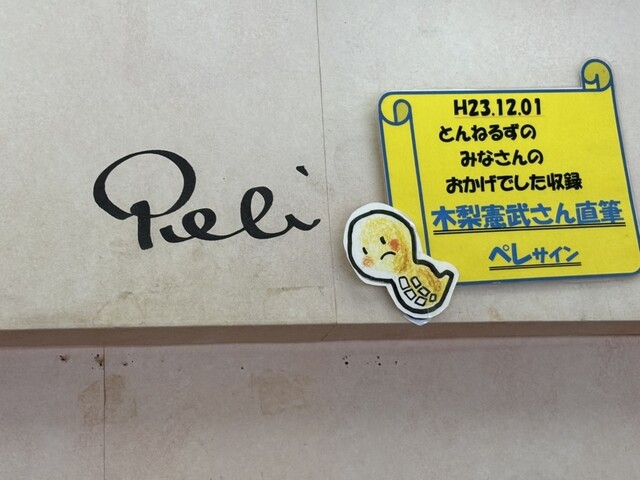 Pieli
H23.12.01
とんねるずの
みなさんの
おかげでした収録
木梨憲武さん直筆
ペレサイン